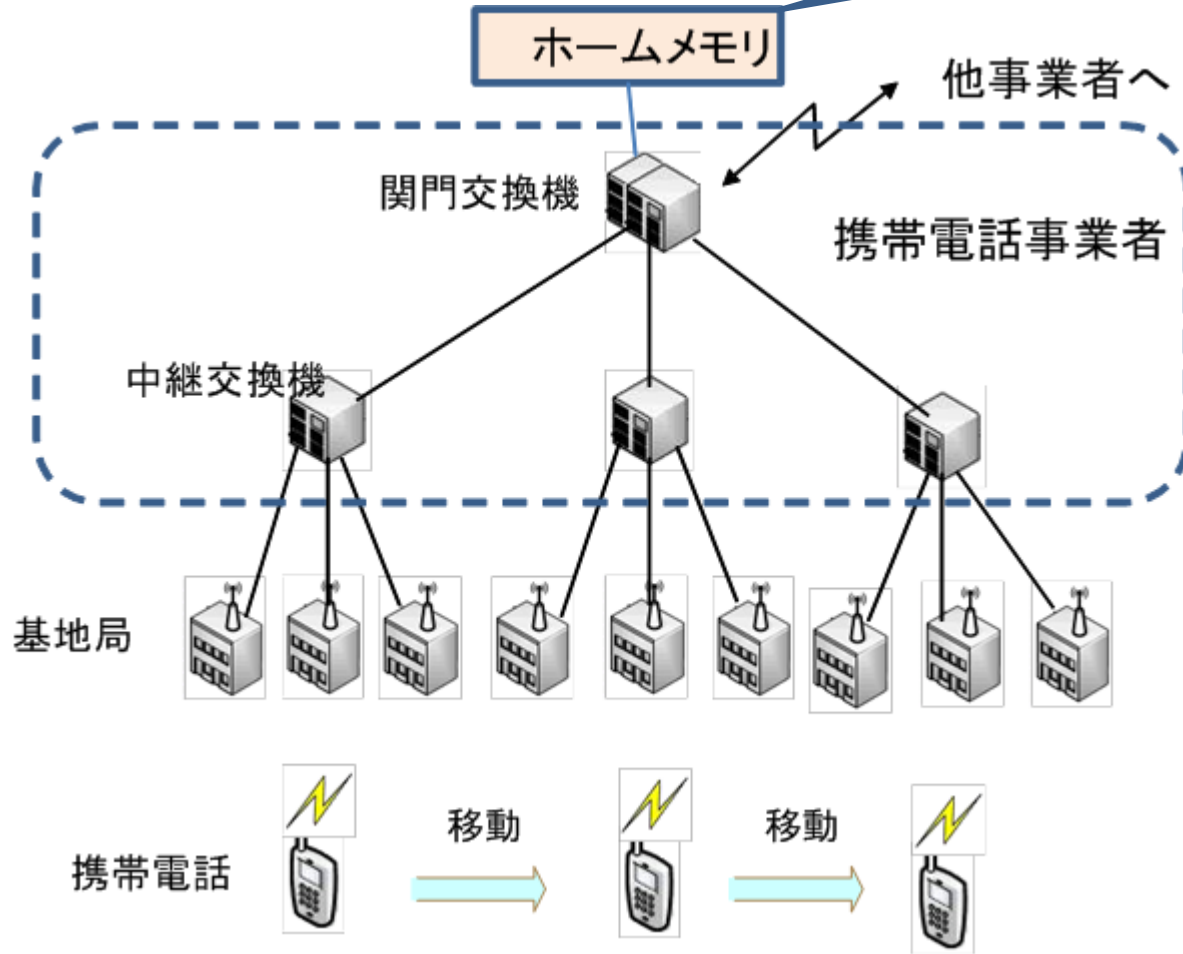 ホームメモリ
他事業者へ
関門交換機
携帯電話事業者
中継交換機
基地局
移動
移動
携帯電話